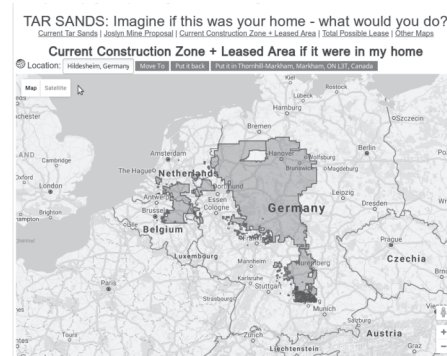 TAR SANDS: Imagine if this was your home - what would you do?
Current Tar Sands | Joslyn Mine Proposal | Current Construction Zone + Leased Area | Total Possible Lease | Other Maps
Current Construction Zone + Leased Area if it were in my home
Location: Hildesheim, Germany Move To Put it back Put it in Thornhill-Markham, Markham, ON L3T, Canada
Map Satellite
Kiel
Rostock
Lübeck
Hamburg
Szczecin
Bremen
Berlin
Amsterdam
Hanover
Wolfsburg
Brunswick
Magdeburg
Cambridge
Oxford
The Hague
Netherlands
London
Dortmund
Essen
Leipzig
Antwerp
Cologne
Dresden
Brighton
Brussels
Germany
Belgium
Prague
Luxembourg
Mannheim
Nuremberg
Czechia
Paris
Karlsruhe
Stuttgart
Strasbourg
Munich
Salzburg
Tours
Zürich
Austria
Graz
Liechtenstein